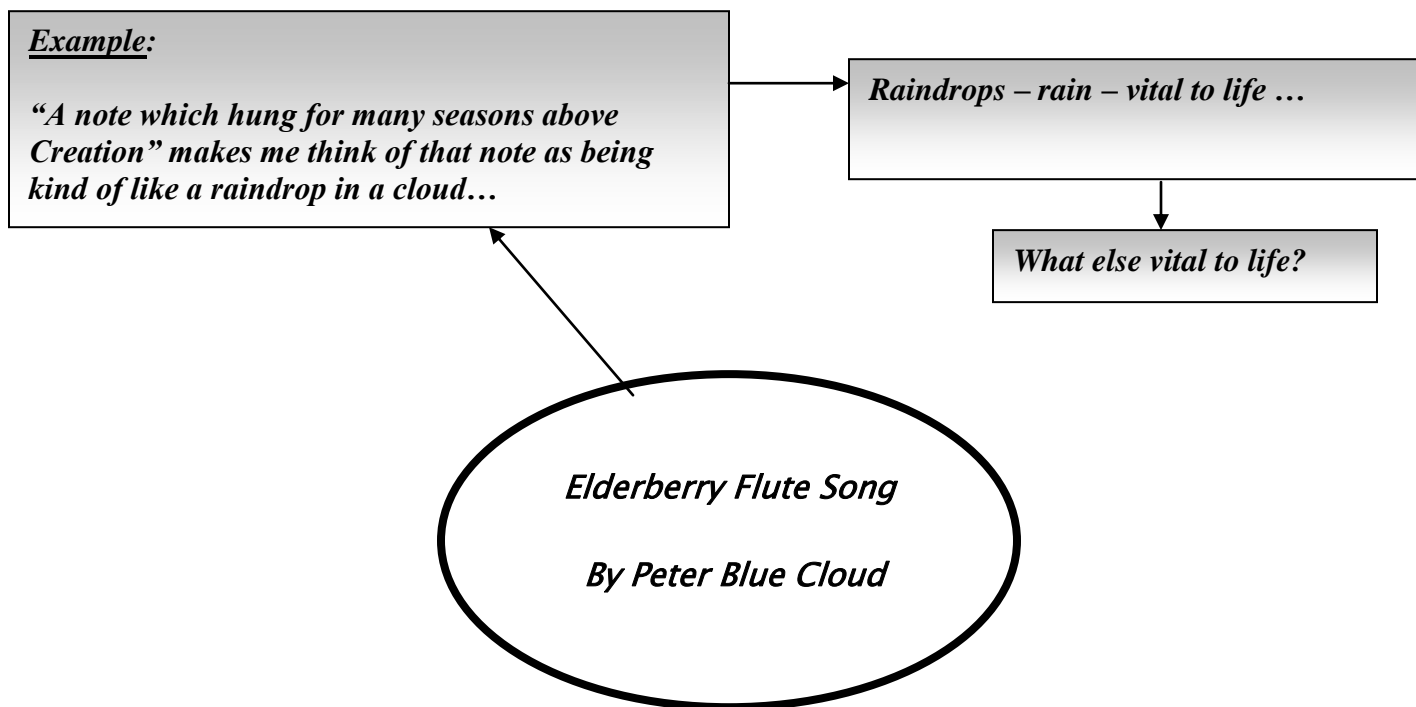 Example:
“A note which hung for many seasons above
Creation” makes me think of that note as being
kind of like a raindrop in a cloud…
Raindrops – rain – vital to life …
What else vital to life?
Elderberry Flute Song
By Peter Blue Cloud